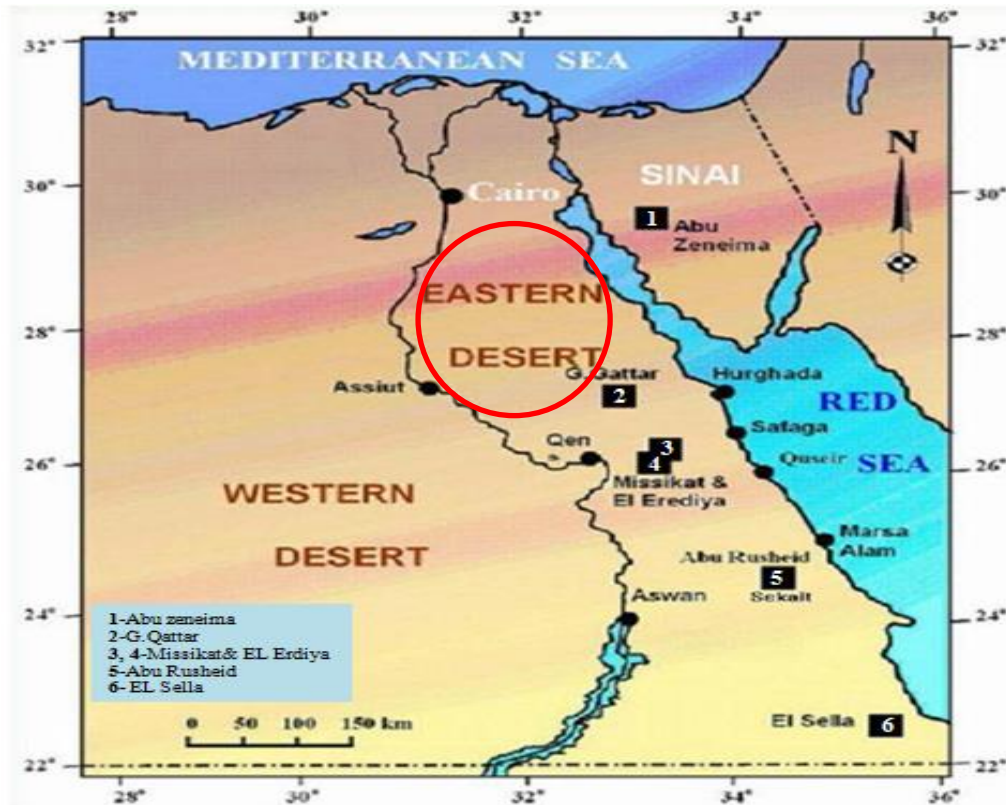 28° 30° 32° 34° 36°
32° 32°
MEDITERRANEAN SEA
N
30° 30°
Cairo
SINAI
1
Abu
Zeneima
EASTERN
28° 28°
DESERT
G.Gattar
2
Assiut
Hurghada
RED
SEA
Safaga
Qen
3
4
Quseir
26° 26°
Missikat &
El Erediya
WESTERN
DESERT
Marsa
Alam
Abu Rusheid
5
Sekait
Aswan
24° 24°
1-Abu zeneima
2-G.Qattar
3, 4-Missikat& EL Erdiya
5-Abu Rusheid
6- EL Sella
El Sella
6
0 50 100 150 km
22° 22°
28° 30° 32° 34° 36°